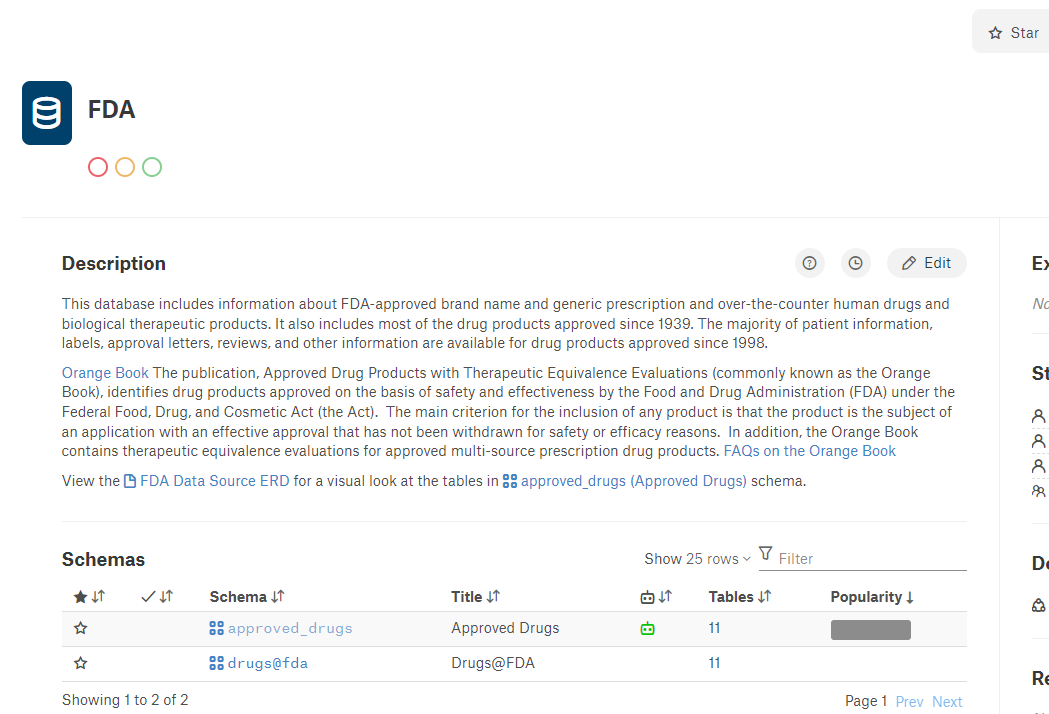 Star
FDA
Description
Edit
This database includes information about FDA-approved brand name and generic prescription and over-the-counter human drugs and
biological therapeutic products. It also includes most of the drug products approved since 1939. The majority of patient information,
labels, approval letters, reviews, and other information are available for drug products approved since 1998.
Orange Book The publication, Approved Drug Products with Therapeutic Equivalence Evaluations (commonly known as the Orange
Book), identifies drug products approved on the basis of safety and effectiveness by the Food and Drug Administration (FDA) under the
Federal Food, Drug, and Cosmetic Act (the Act). The main criterion for the inclusion of any product is that the product is the subject of
an application with an effective approval that has not been withdrawn for safety or efficacy reasons. In addition, the Orange Book
contains therapeutic equivalence evaluations for approved multi-source prescription drug products. FAQs on the Orange Book
View the FDA Data Source ERD for a visual look at the tables in approved_drugs (Approved Drugs) schema.
Schemas
Show 25 rows Filter
Schema Title Tables Popularity
approved_drugs Approved Drugs 11
drugs@fda Drugs@FDA 11
Showing 1 to 2 of 2
Page 1 Prev Next